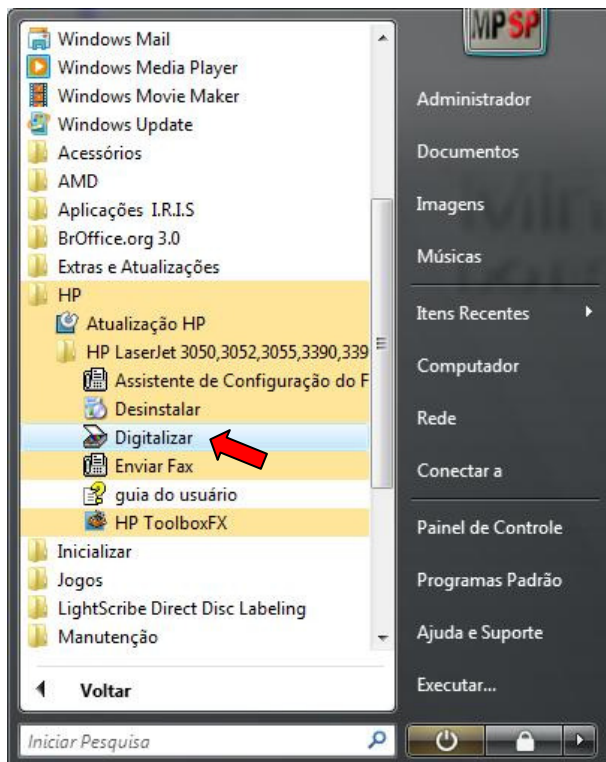 Windows Mail
Windows Media Player
Windows Movie Maker
Windows Update
Acessórios
AMD
Aplicações I.R.I.S
BrOffice.org 3.0
Extras e Atualizações
HP
Atualização HP
HP LaserJet 3050,3052,3055,3390,339
Assistente de Configuração do F
Desinstalar
Digitalizar
Enviar Fax
guia do usuário
HP ToolboxFX
Inicializar
Jogos
LightScribe Direct Disc Labeling
Manutenção
Voltar
Iniciar Pesquisa
MPSP
Administrador
Documentos
Imagens
Músicas
Itens Recentes
Computador
Rede
Conectar a
Painel de Controle
Programas Padrão
Ajuda e Suporte
Executar...